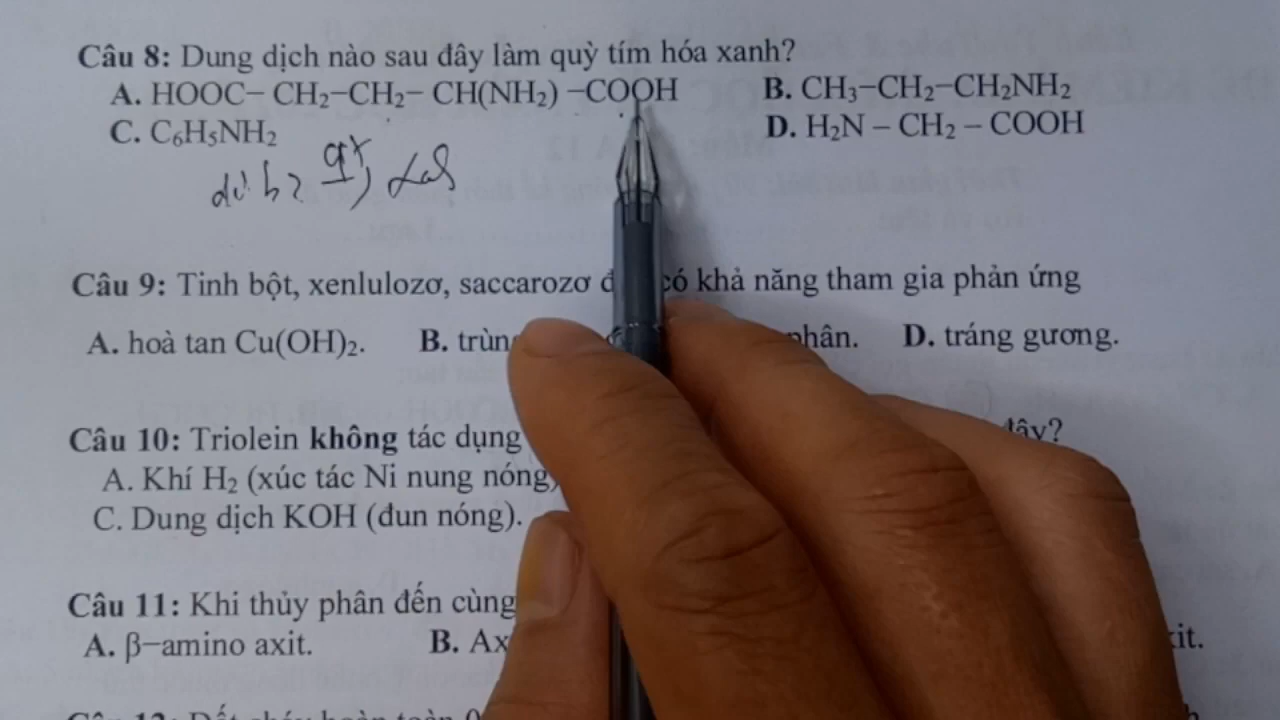 Câu 8: Dung dịch nào sau đây làm quỳ tím hóa xanh?
A. HOOC– CH₂–CH₂– CH(NH₂) –COOH B. CH₃–CH₂–CH₂NH₂
C. C₆H₅NH₂ D. H₂N – CH₂ – COOH
Câu 9: Tinh bột, xenlulozơ, saccarozơ có khả năng tham gia phản ứng
A. hoà tan Cu(OH)₂. B. phân. D. tráng gương.
Câu 10: Triolein không tác dụng đây?
A. Khí H₂ (xúc tác Ni nung nóng)
C. Dung dịch KOH (đun nóng).
Câu 11: Khi thủy phân đến cùng
A. β–amino axit. B.